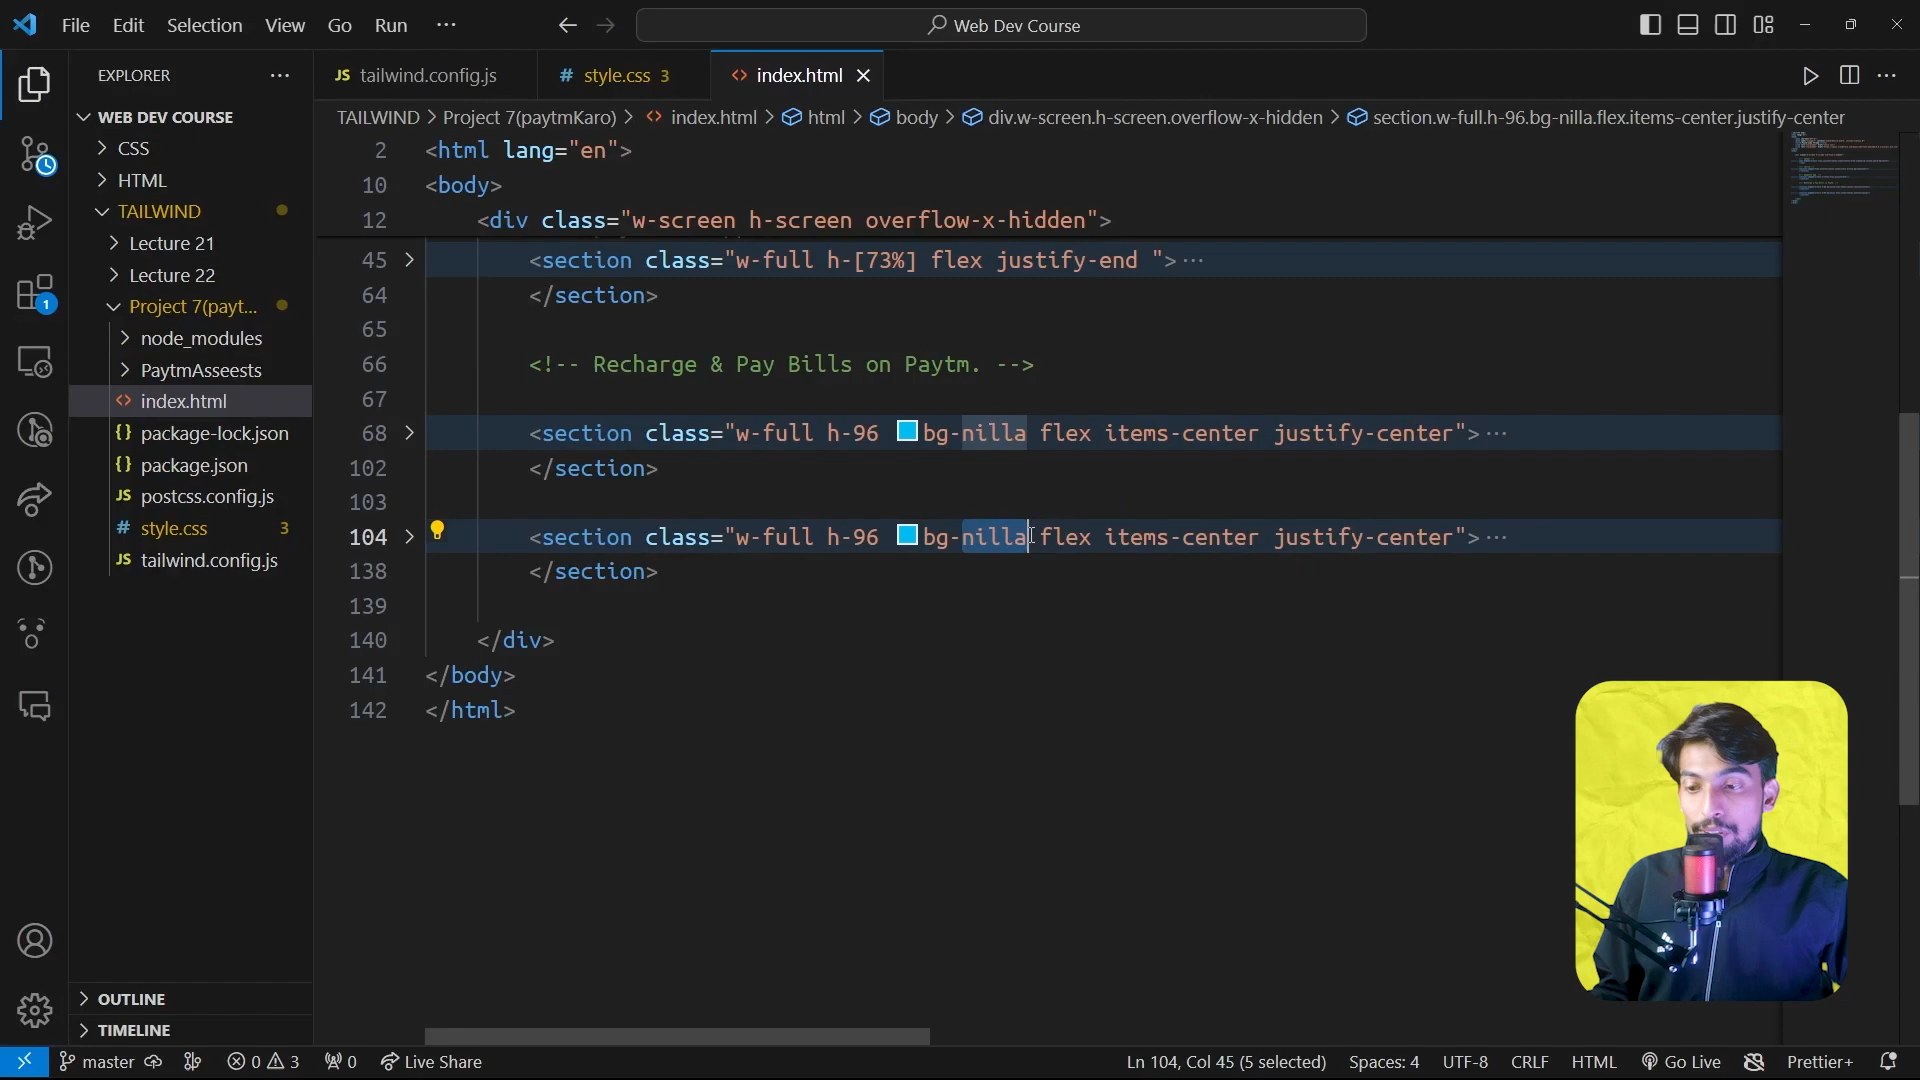 File Edit Selection View Go Run ··· Web Dev Course
EXPLORER ···
WEB DEV COURSE
CSS
HTML
TAILWIND
Lecture 21
Lecture 22
Project 7(payt...
node_modules
PaytmAsseests
index.html
package-lock.json
package.json
postcss.config.js
style.css 3
tailwind.config.js
OUTLINE
TIMELINE
1
JS tailwind.config.js # style.css 3 <> index.html
TAILWIND > Project 7(paytmKaro) > <> index.html > html > body > div.w-screen.h-screen.overflow-x-hidden > section.w-full.h-96.bg-nilla.flex.items-center.justify-center
2 <html lang="en">
10 <body>
12 <div class="w-screen h-screen overflow-x-hidden">
45 <section class="w-full h-[73%] flex justify-end "> ···
64 </section>
65
66 <!-- Recharge & Pay Bills on Paytm. -->
67
68 <section class="w-full h-96 bg-nilla flex items-center justify-center"> ···
102 </section>
103
104 <section class="w-full h-96 bg-nilla flex items-center justify-center"> ···
138 </section>
139
140 </div>
141 </body>
142 </html>
master 0 3 0 Live Share Ln 104, Col 45 (5 selected) Spaces: 4 UTF-8 CRLF HTML Go Live Prettier+